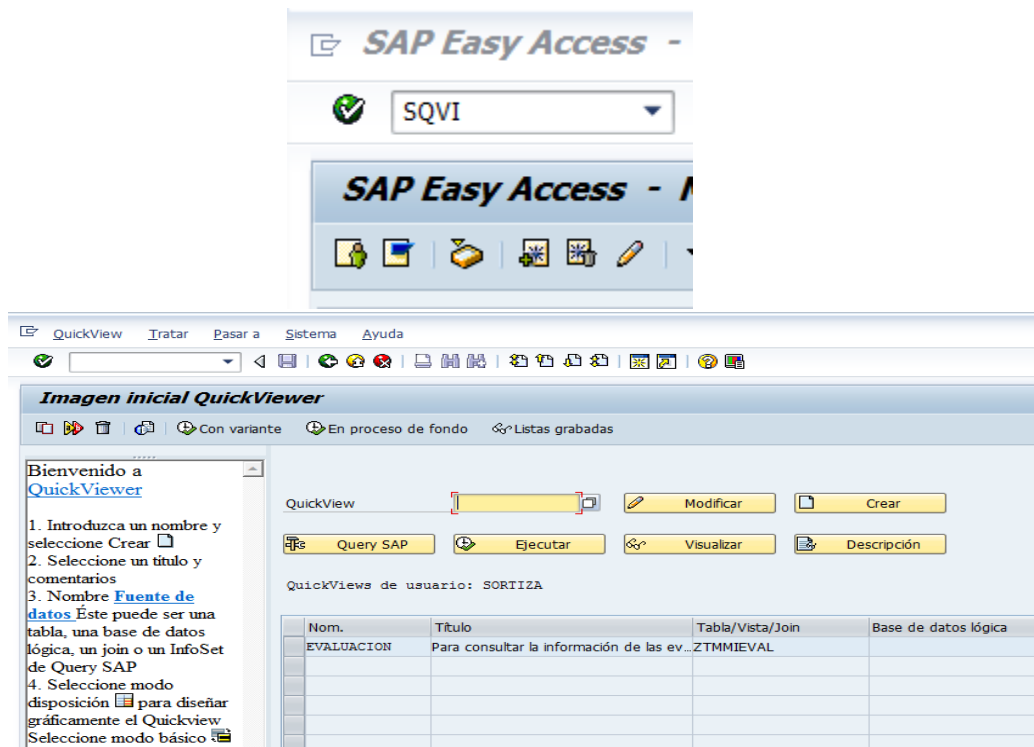 SAP Easy Access -
SQVI
SAP Easy Access -
QuickView Tratar Pasar a Sistema Ayuda
Imagen inicial QuickViewer
Con variante En proceso de fondo Listas grabadas
Bienvenido a
QuickViewer
1. Introduzca un nombre y
seleccione Crear
2. Seleccione un título y
comentarios
3. Nombre Fuente de
datos Éste puede ser una
tabla, una base de datos
lógica, un join o un InfoSet
de Query SAP
4. Seleccione modo
disposición para diseñar
gráficamente el Quickview
Seleccione modo básico
QuickView Modificar Crear
Query SAP Ejecutar Visualizar Descripción
QuickViews de usuario: SORTIZA
Nom. Título Tabla/Vista/Join Base de datos lógica
EVALUACION Para consultar la información de las ev… ZTMMIEVAL